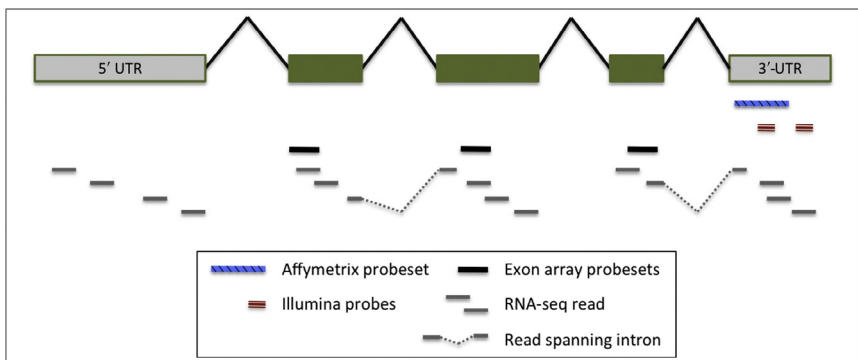 5′ UTR
3′-UTR
Affymetrix probeset
Exon array probesets
Illumina probes
RNA-seq read
Read spanning intron